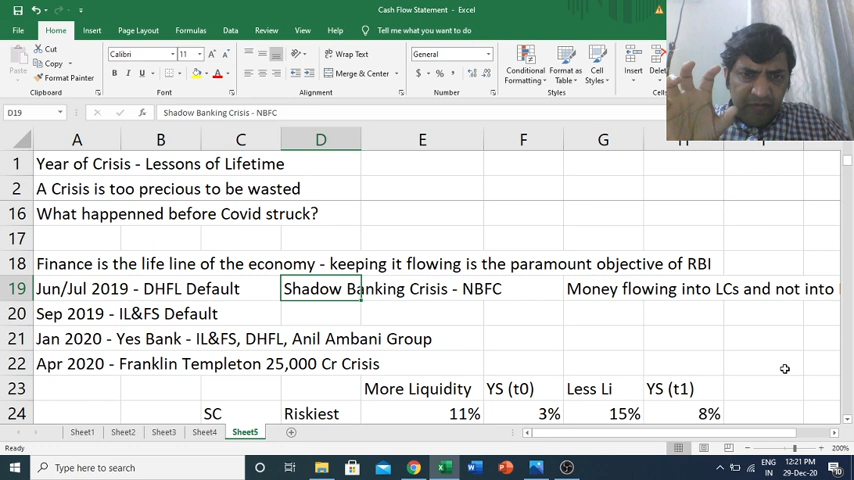 Cash Flow Statement - Excel
File Home Insert Draw Page Layout Formulas Data Review View Help Tell me what you want to do
Cut
Copy
Format Painter
Paste
Clipboard
Calibri 11
B I U
Font
Wrap Text
Merge & Center
Alignment
General
$ % ,
Number
Conditional Formatting
Format as Table
Cell Styles
Styles
Insert
D19 fx Shadow Banking Crisis - NBFC
A B C D E F G H I
1 Year of Crisis - Lessons of Lifetime
2 A Crisis is too precious to be wasted
16 What happenned before Covid struck?
17
18 Finance is the life line of the economy - keeping it flowing is the paramount objective of RBI
19 Jun/Jul 2019 - DHFL Default Shadow Banking Crisis - NBFC Money flowing into LCs and not into
20 Sep 2019 - IL&FS Default
21 Jan 2020 - Yes Bank - IL&FS, DHFL, Anil Ambani Group
22 Apr 2020 - Franklin Templeton 25,000 Cr Crisis
23 More Liquidity YS (t0) Less Li YS (t1)
24 SC Riskiest 11% 3% 15% 8%
Sheet1 Sheet2 Sheet3 Sheet4 Sheet5
Ready 200%
Type here to search
ENG
IN
12:21 PM
29-Dec-20
10